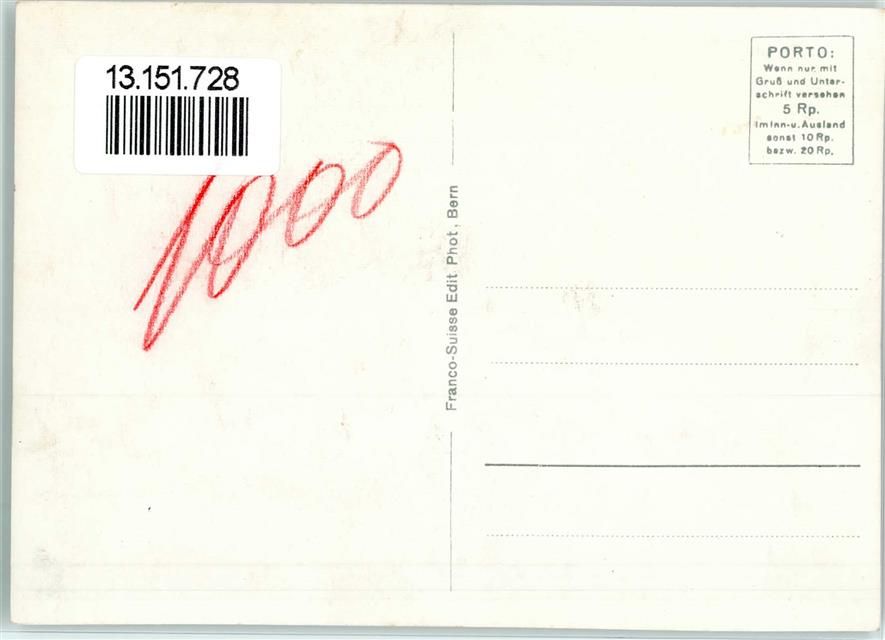 13.151.728
1000
Franco-Suisse Edit Phot, Bern
PORTO:
Wenn nur mit
Gruß und Unter-
schrift versehen
5 Rp.
im Inn-u. Ausland
sonst 10 Rp.
bezw. 20 Rp.